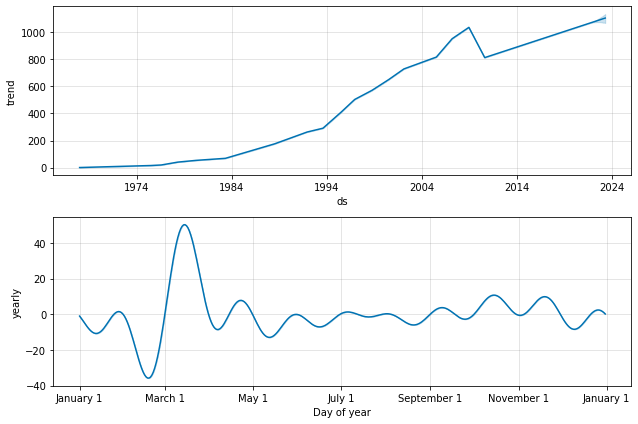 1000
800
600
400
200
0
trend
1974 1984 1994 2004 2014 2024
ds
40
20
0
−20
−40
yearly
January 1 March 1 May 1 July 1 September 1 November 1 January 1
Day of year